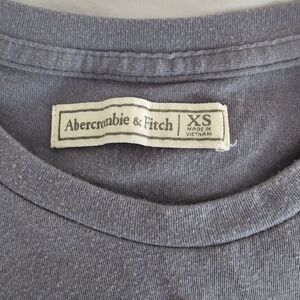 Abercrombie & Fitch
XS
MADE IN
VIETNAM